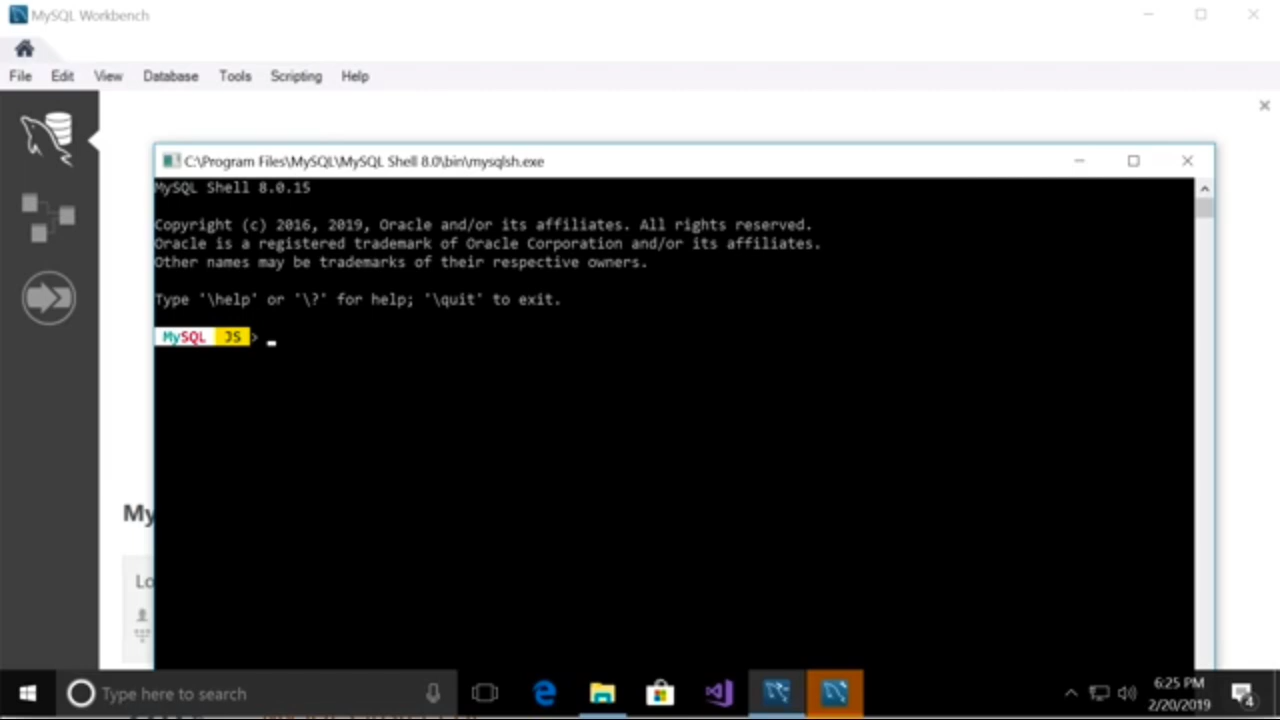 MySQL Workbench
File Edit View Database Tools Scripting Help
C:\Program Files\MySQL\MySQL Shell 8.0\bin\mysqlsh.exe
MySQL Shell 8.0.15
Copyright (c) 2016, 2019, Oracle and/or its affiliates. All rights reserved.
Oracle is a registered trademark of Oracle Corporation and/or its affiliates.
Other names may be trademarks of their respective owners.
Type '\help' or '\?' for help; '\quit' to exit.
MySQL JS >
My
Lo
Type here to search
6:25 PM
2/20/2019
4